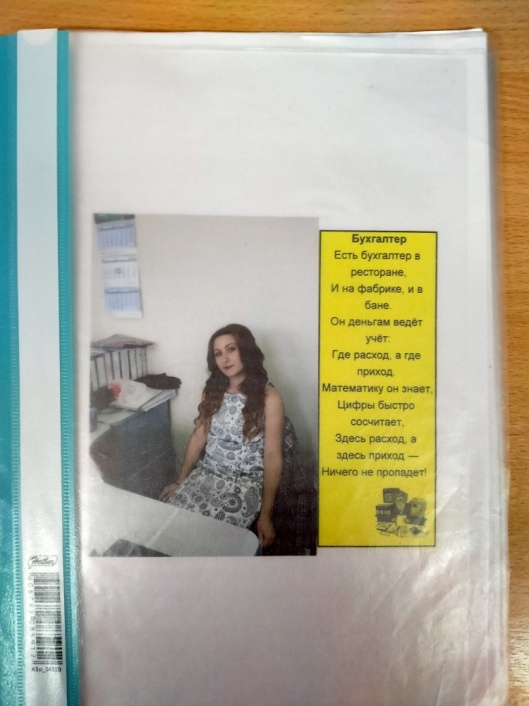 Бухгалтер
Есть бухгалтер в
ресторане,
И на фабрике, и в
бане.
Он деньгам ведёт
учёт:
Где расход, а где
приход.
Математику он знает,
Цифры быстро
сосчитает,
Здесь расход, а
здесь приход —
Ничего не пропадет!
Hatber